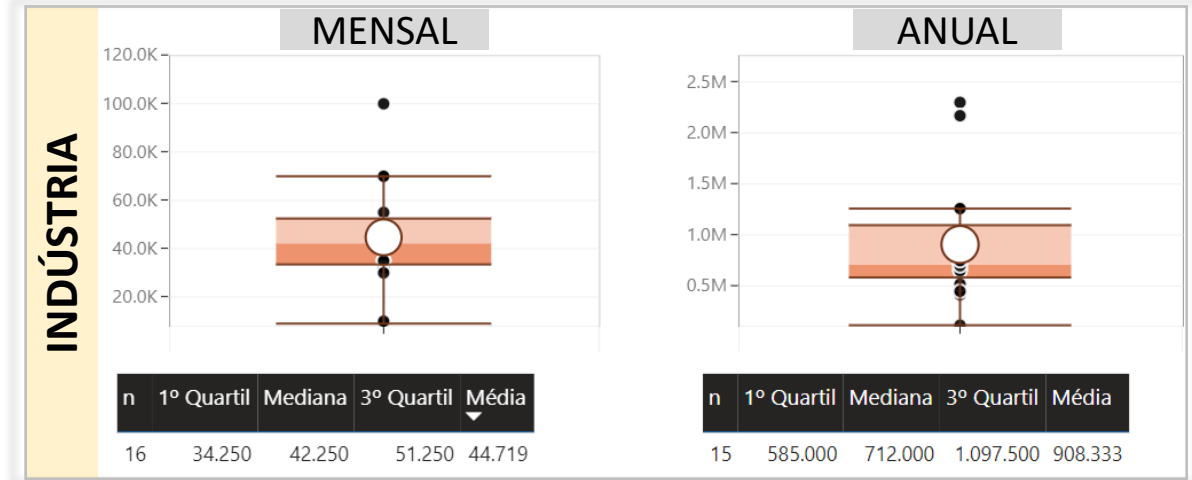 INDÚSTRIA
MENSAL
120.0K
100.0K
80.0K
60.0K
40.0K
20.0K
n 1º Quartil Mediana 3º Quartil Média
16 34.250 42.250 51.250 44.719
ANUAL
2.5M
2.0M
1.5M
1.0M
0.5M
n 1º Quartil Mediana 3º Quartil Média
15 585.000 712.000 1.097.500 908.333